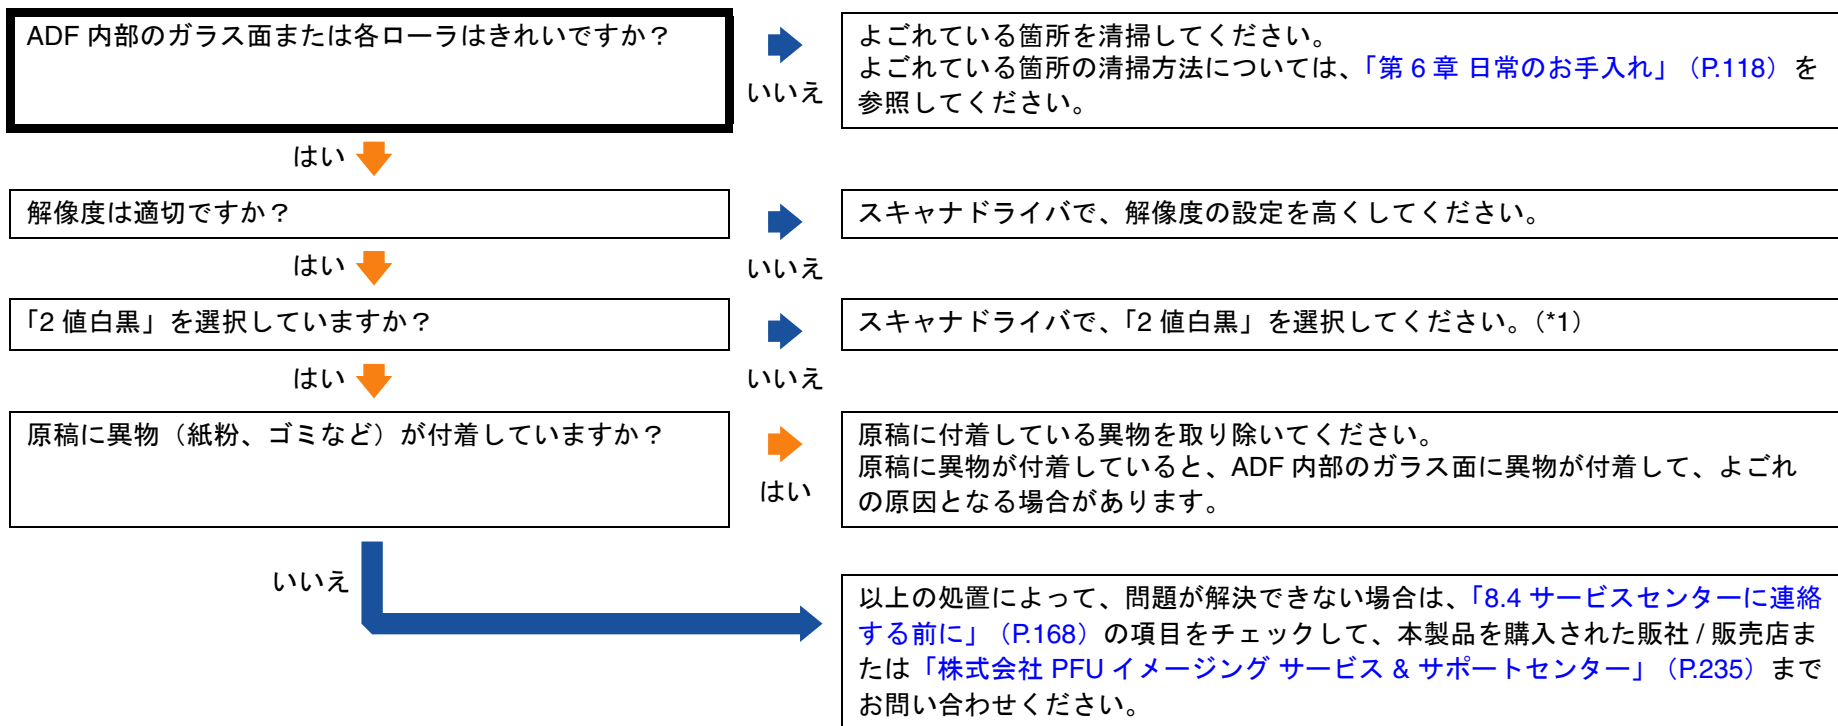 ADF 内部のガラス面または各ローラはきれいですか？
いいえ
よごれている箇所を清掃してください。
よごれている箇所の清掃方法については、「第 6 章 日常のお手入れ」（P.118）を
参照してください。
はい
解像度は適切ですか？
いいえ
スキャナドライバで、解像度の設定を高くしてください。
はい
「2 値白黒」を選択していますか？
いいえ
スキャナドライバで、「2 値白黒」を選択してください。（*1）
はい
原稿に異物（紙粉、ゴミなど）が付着していますか？
はい
原稿に付着している異物を取り除いてください。
原稿に異物が付着していると、ADF 内部のガラス面に異物が付着して、よごれ
の原因となる場合があります。
いいえ
以上の処置によって、問題が解決できない場合は、「8.4 サービスセンターに連絡
する前に」（P.168）の項目をチェックして、本製品を購入された販社 / 販売店ま
たは「株式会社 PFU イメージング サービス & サポートセンター」（P.235）まで
お問い合わせください。